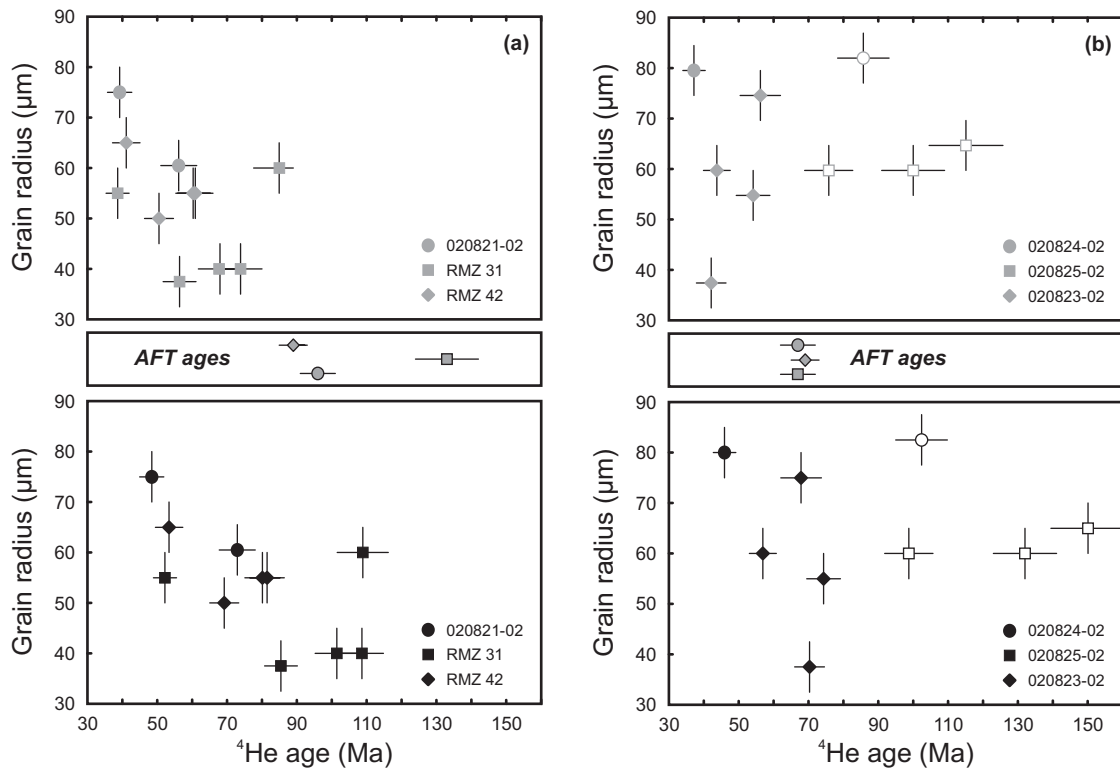 (a)
90
80
70
60
50
40
30
Grain radius (μm)
020821-02
RMZ 31
RMZ 42
AFT ages
90
80
70
60
50
40
30
Grain radius (μm)
020821-02
RMZ 31
RMZ 42
30 50 70 90 110 130 150
⁴He age (Ma)
(b)
90
80
70
60
50
40
30
Grain radius (μm)
020824-02
020825-02
020823-02
AFT ages
90
80
70
60
50
40
30
Grain radius (μm)
020824-02
020825-02
020823-02
30 50 70 90 110 130 150
⁴He age (Ma)